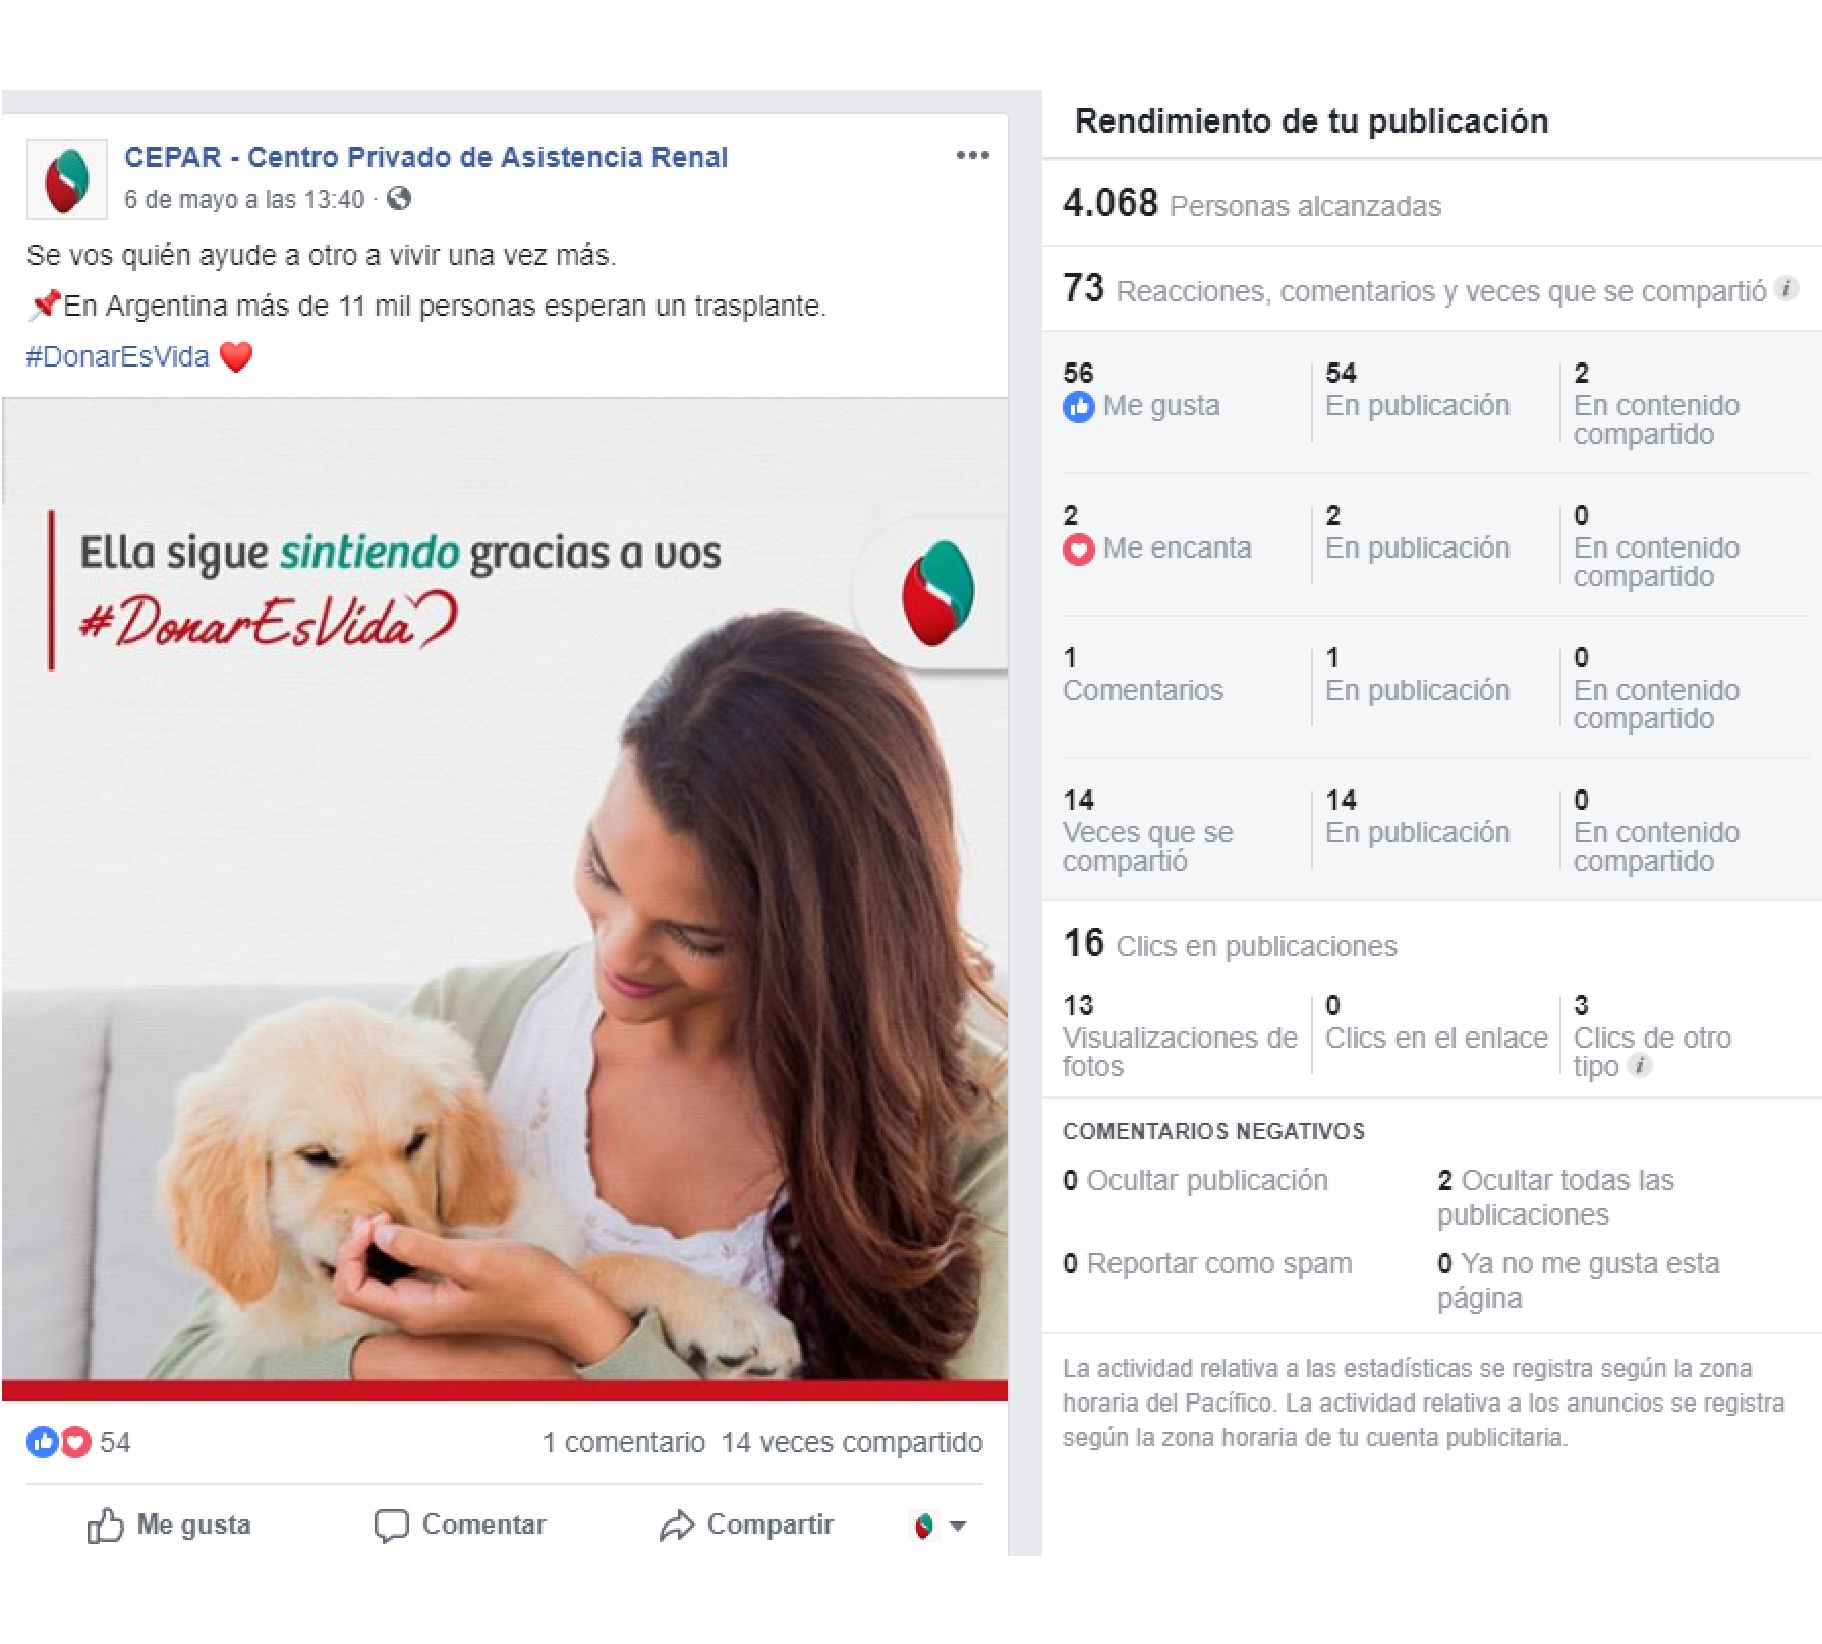 CEPAR - Centro Privado de Asistencia Renal
6 de mayo a las 13:40 ·
Se vos quién ayude a otro a vivir una vez más.
📌En Argentina más de 11 mil personas esperan un trasplante.
#DonarEsVida ❤
Ella sigue sintiendo gracias a vos
#DonarEsVida
54
1 comentario 14 veces compartido
Me gusta
Comentar
Compartir
Rendimiento de tu publicación
4.068 Personas alcanzadas
73 Reacciones, comentarios y veces que se compartió i
56
Me gusta
54
En publicación
2
En contenido
compartido
2
Me encanta
2
En publicación
0
En contenido
compartido
1
Comentarios
1
En publicación
0
En contenido
compartido
14
Veces que se
compartió
14
En publicación
0
En contenido
compartido
16 Clics en publicaciones
13
Visualizaciones de
fotos
0
Clics en el enlace
3
Clics de otro
tipo i
COMENTARIOS NEGATIVOS
0 Ocultar publicación
2 Ocultar todas las
publicaciones
0 Reportar como spam
0 Ya no me gusta esta
página
La actividad relativa a las estadísticas se registra según la zona
horaria del Pacífico. La actividad relativa a los anuncios se registra
según la zona horaria de tu cuenta publicitaria.